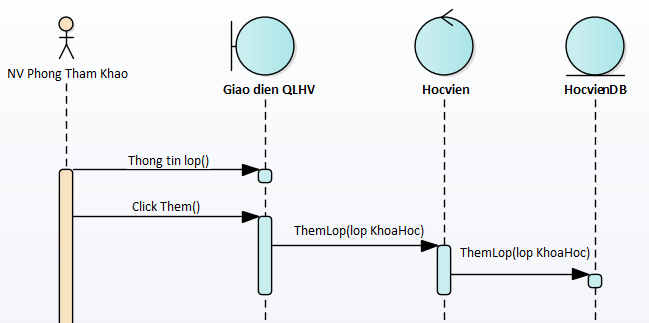 NV Phong Tham Khao
Giao dien QLHV
Hocvien
HocvienDB
Thong tin lop()
Click Them()
ThemLop(lop KhoaHoc)
ThemLop(lop KhoaHoc)